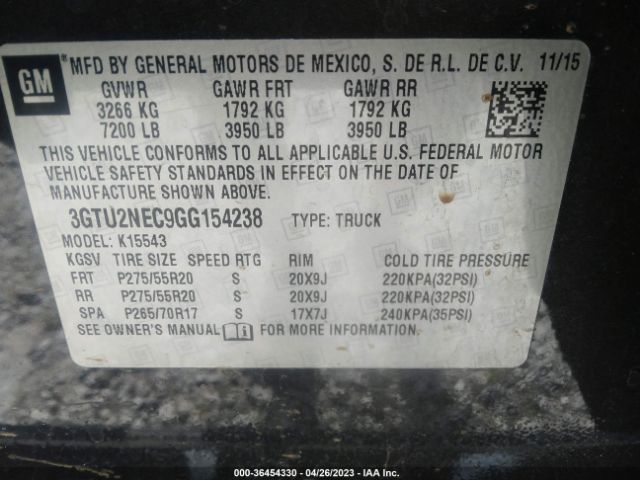 GM
MFD BY GENERAL MOTORS DE MEXICO, S. DE R.L. DE C.V. 11/15
GVWR GAWR FRT GAWR RR
3266 KG 1792 KG 1792 KG
7200 LB 3950 LB 3950 LB
THIS VEHICLE CONFORMS TO ALL APPLICABLE U.S. FEDERAL MOTOR
VEHICLE SAFETY STANDARDS IN EFFECT ON THE DATE OF
MANUFACTURE SHOWN ABOVE.
3GTU2NEC9GG154238 TYPE: TRUCK
MODEL: K15543
KGSV TIRE SIZE SPEED RTG RIM COLD TIRE PRESSURE
FRT P275/55R20 S 20X9J 220KPA(32PSI)
RR P275/55R20 S 20X9J 220KPA(32PSI)
SPA P265/70R17 S 17X7J 240KPA(35PSI)
SEE OWNER'S MANUAL FOR MORE INFORMATION.
000-36454330 - 04/26/2023 - IAA Inc.